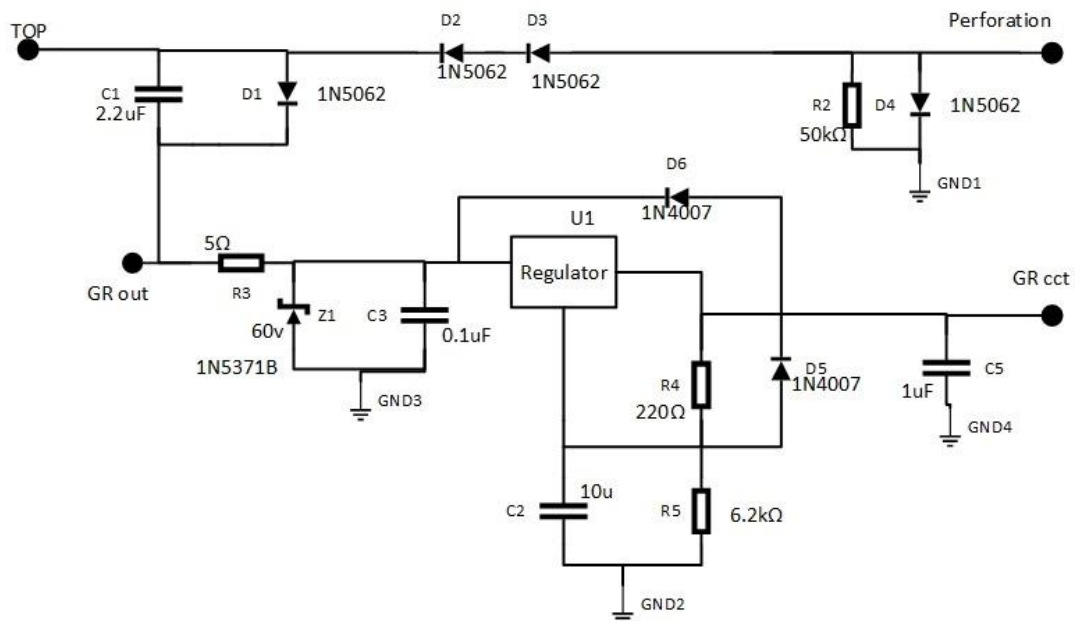 TOP
D2
D3
Perforation
1N5062
1N5062
C1
2.2uF
D1
1N5062
R2
50kΩ
D4
1N5062
GND1
D6
1N4007
U1
Regulator
5Ω
R3
GR out
GR cct
Z1
60v
1N5371B
C3
0.1uF
GND3
R4
220Ω
D5
1N4007
C5
1uF
GND4
C2
10u
R5
6.2kΩ
GND2